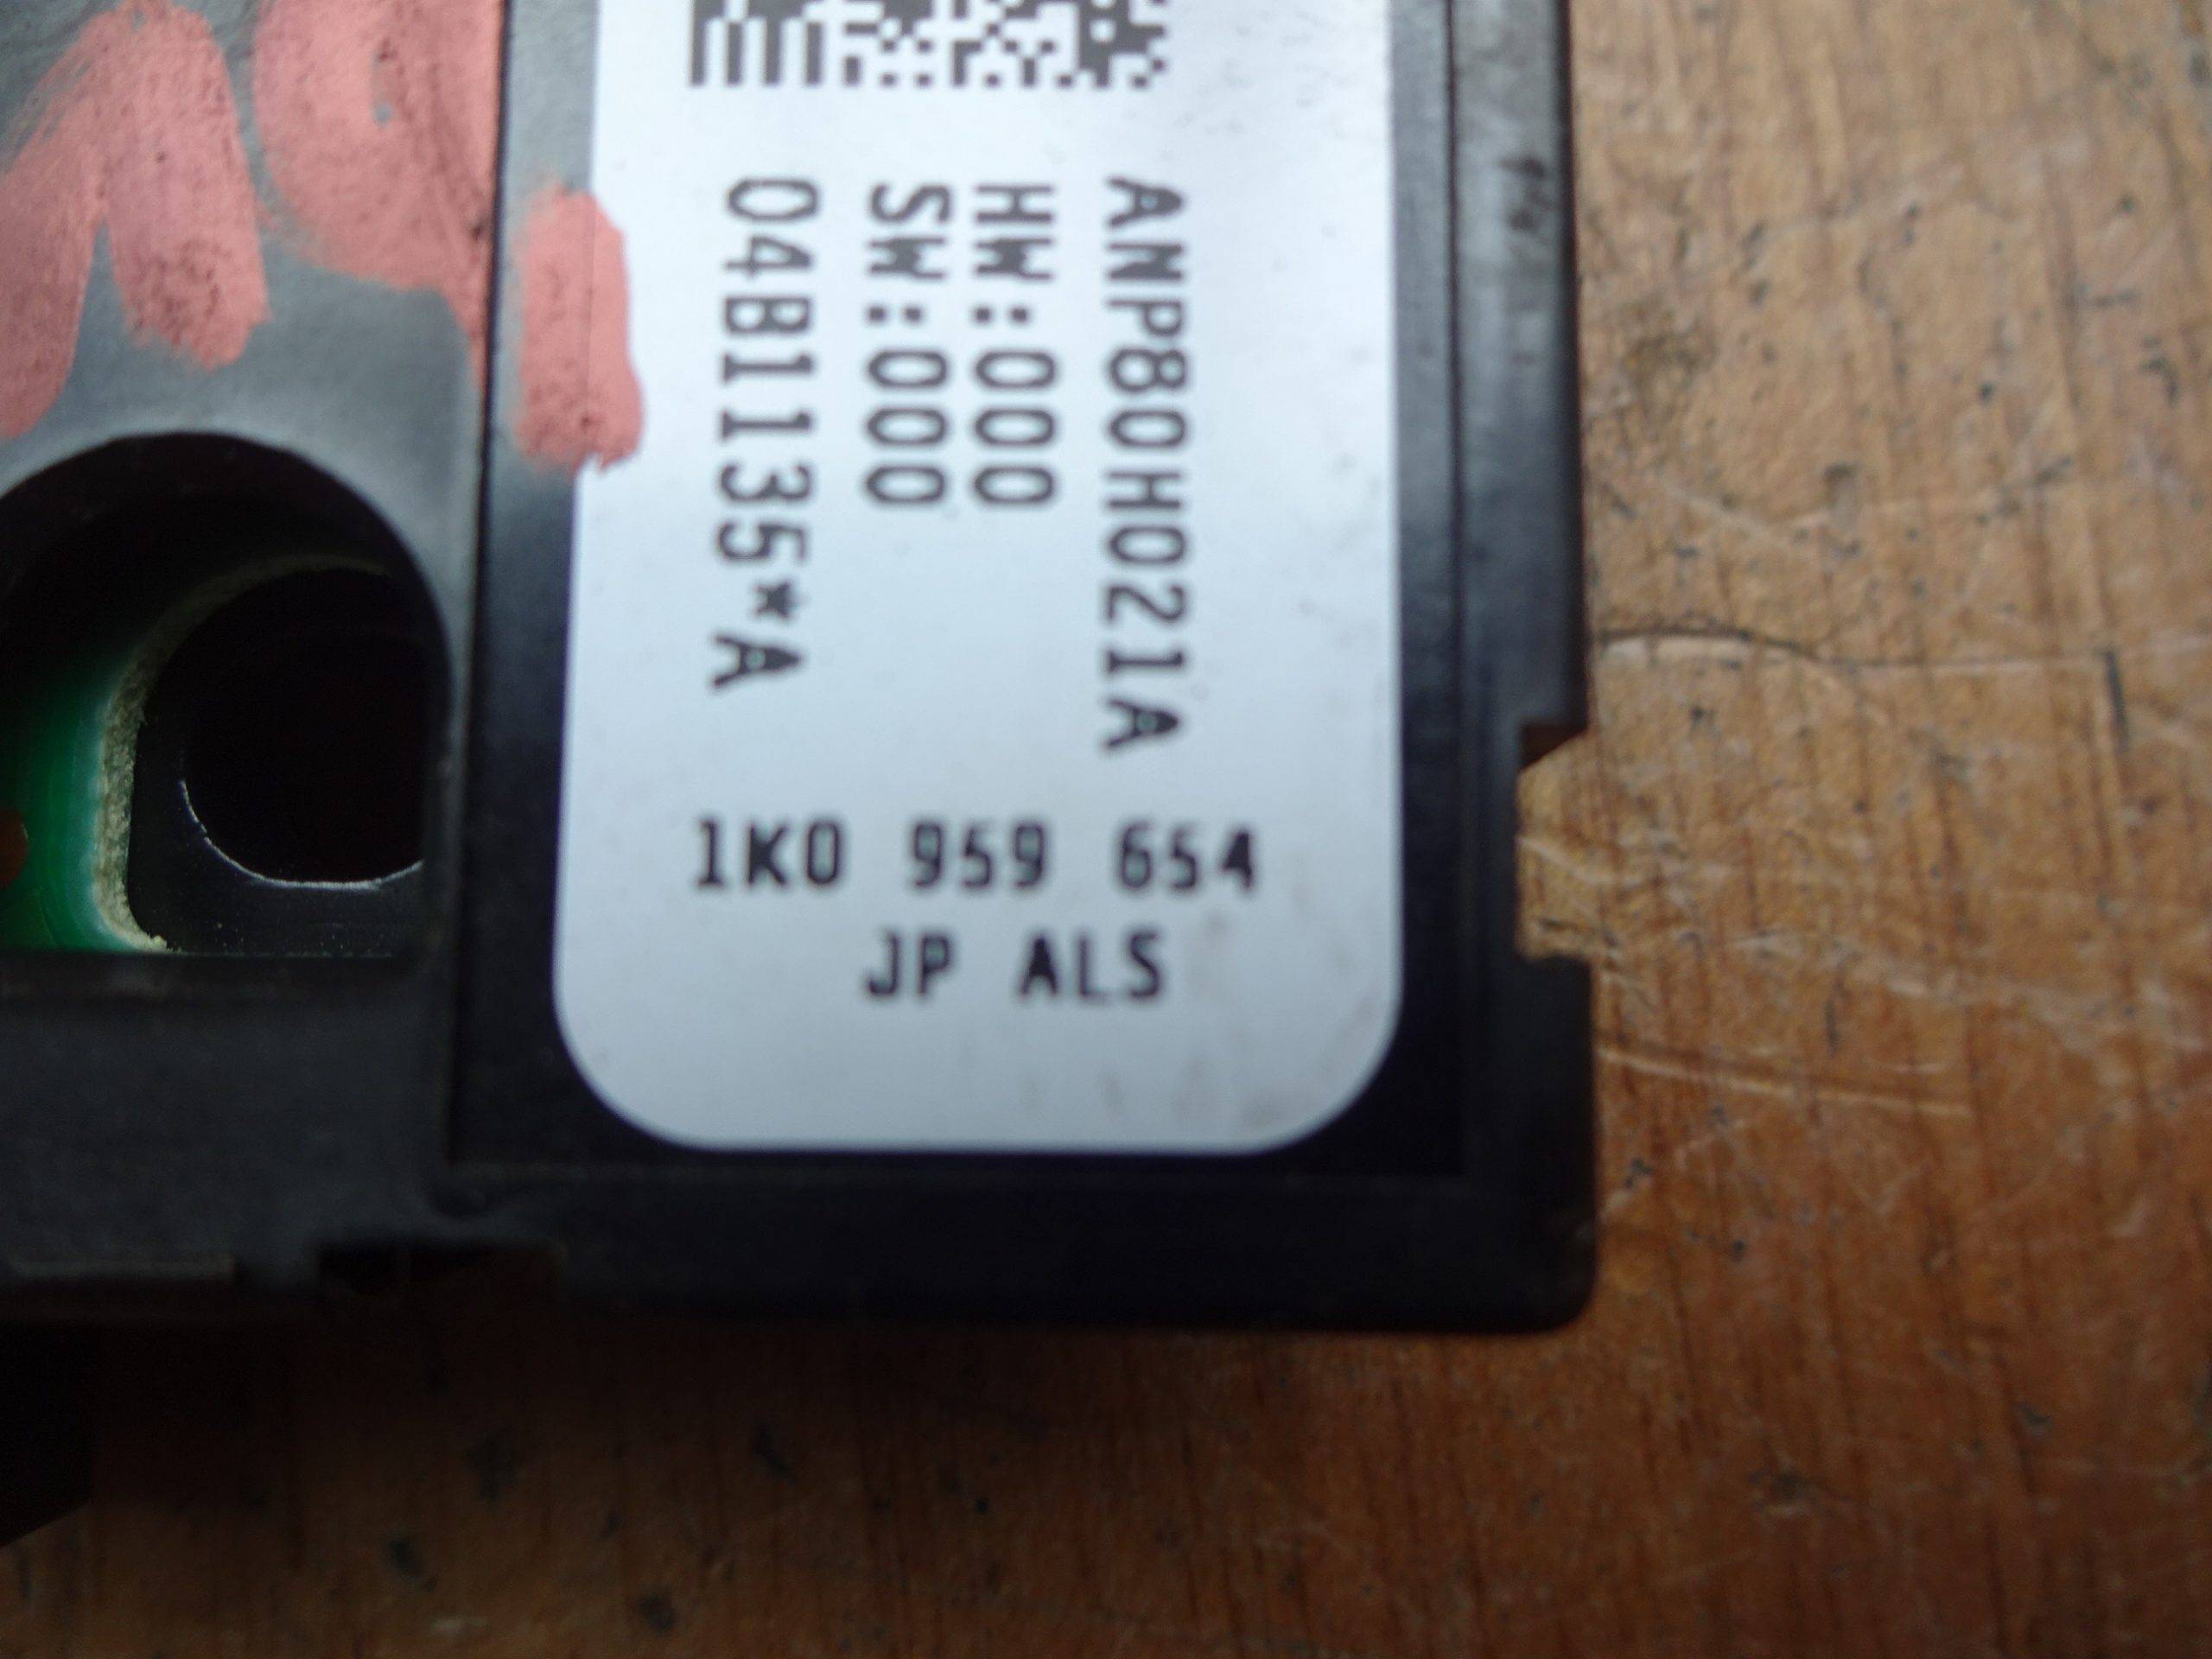 ANP80H021A
HW:000
SW:000
04B1135*A
1K0 959 654
JP ALS